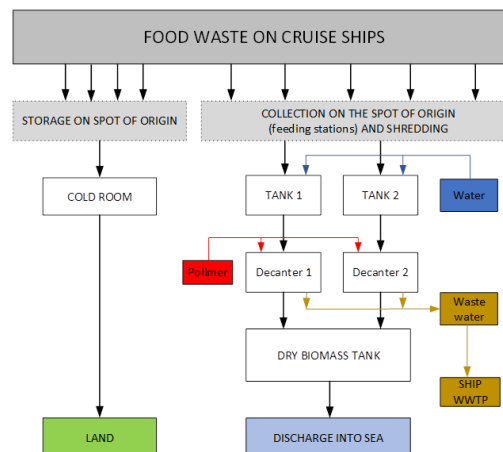 FOOD WASTE ON CRUISE SHIPS
STORAGE ON SPOT OF ORIGIN
COLLECTION ON THE SPOT OF ORIGIN
(feeding stations) AND SHREDDING
COLD ROOM
TANK 1
TANK 2
Water
Polimer
Decanter 1
Decanter 2
Waste
water
DRY BIOMASS TANK
SHIP
WWTP
LAND
DISCHARGE INTO SEA